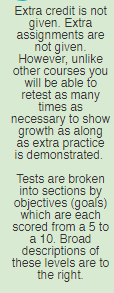 Extra credit is not
given. Extra
assignments are
not given.
However, unlike
other courses you
will be able to
retest as many
times as
necessary to show
growth as along
as extra practice
is demonstrated.
Tests are broken
into sections by
objectives (goals)
which are each
scored from a 5 to
a 10. Broad
descriptions of
these levels are to
the right.